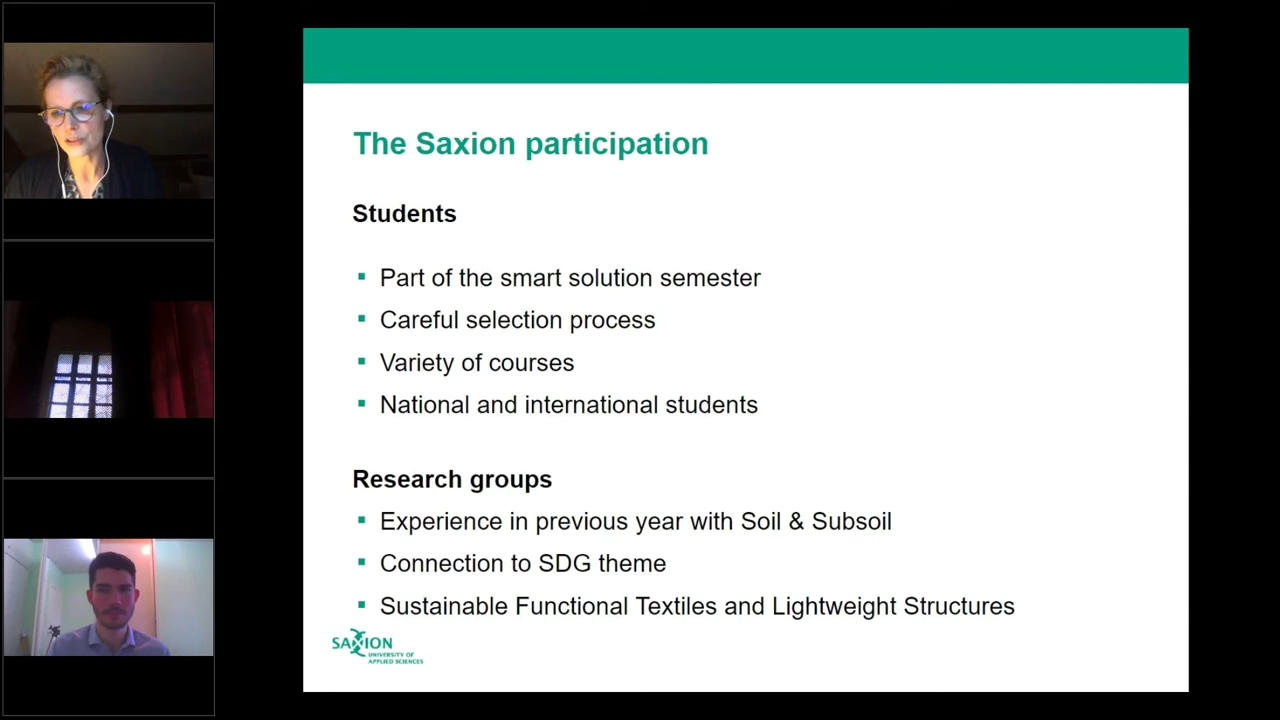 The Saxion participation
Students
Part of the smart solution semester
Careful selection process
Variety of courses
National and international students
Research groups
Experience in previous year with Soil & Subsoil
Connection to SDG theme
Sustainable Functional Textiles and Lightweight Structures
SAXION
UNIVERSITY OF
APPLIED SCIENCES